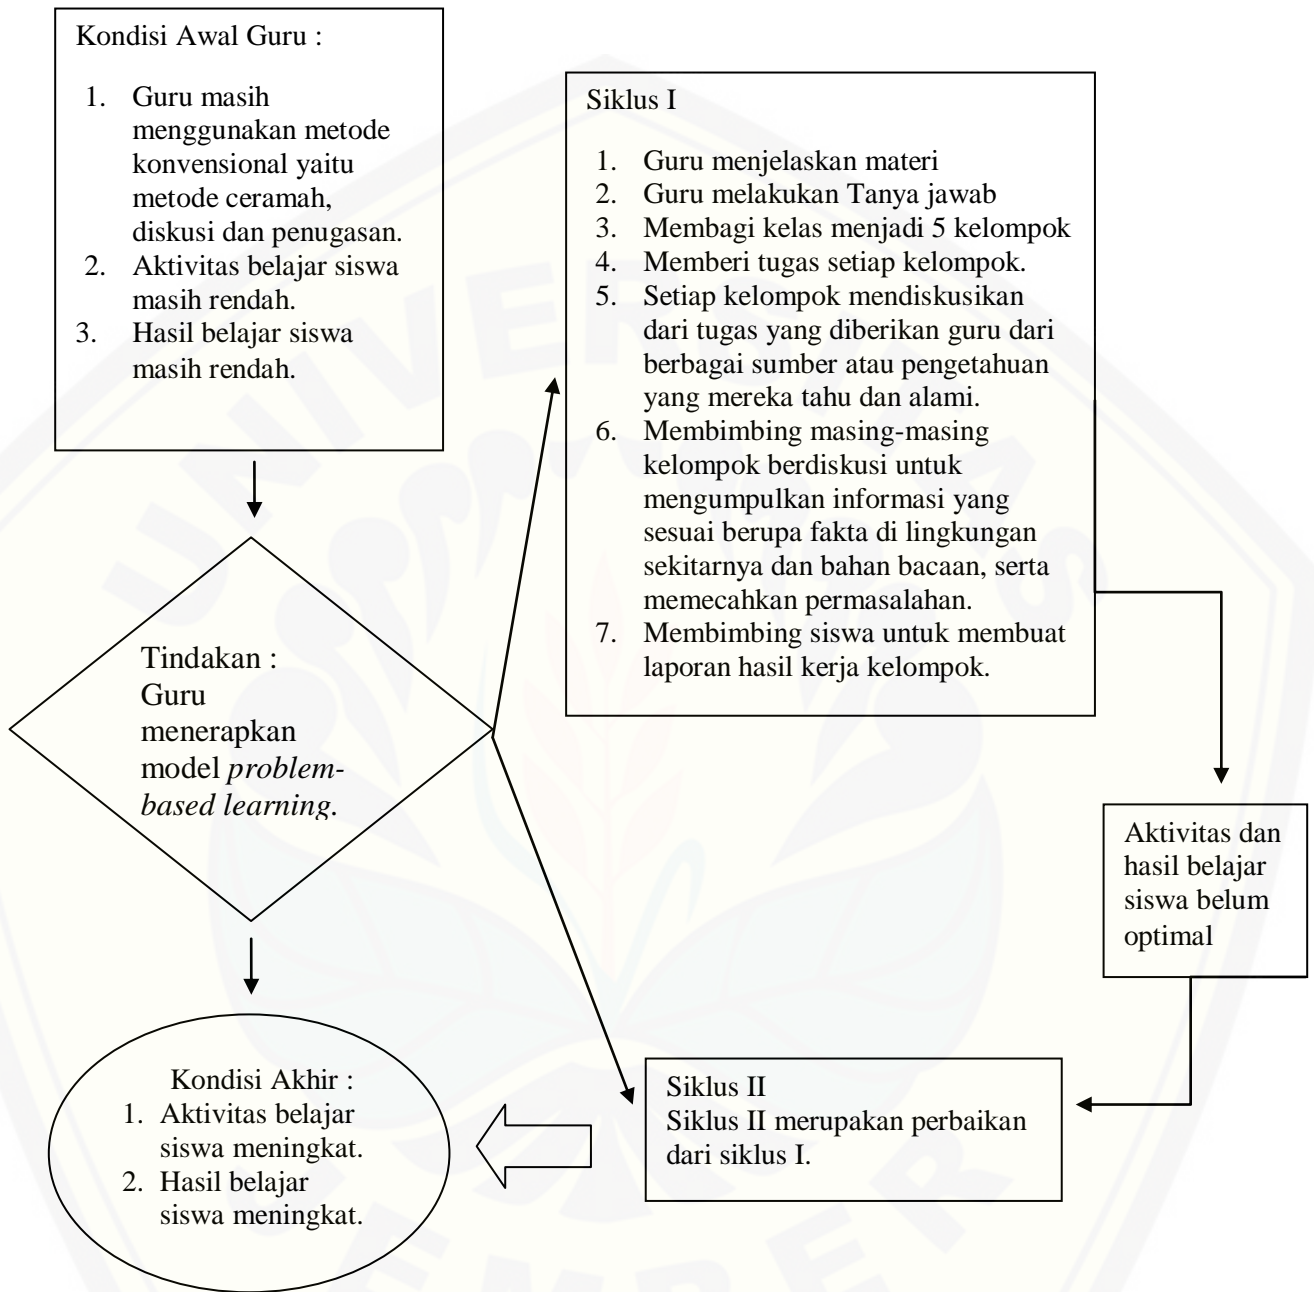 Kondisi Awal Guru :
1. Guru masih
menggunakan metode
konvensional yaitu
metode ceramah,
diskusi dan penugasan.
2. Aktivitas belajar siswa
masih rendah.
3. Hasil belajar siswa
masih rendah.
Siklus I
1. Guru menjelaskan materi
2. Guru melakukan Tanya jawab
3. Membagi kelas menjadi 5 kelompok
4. Memberi tugas setiap kelompok.
5. Setiap kelompok mendiskusikan
dari tugas yang diberikan guru dari
berbagai sumber atau pengetahuan
yang mereka tahu dan alami.
6. Membimbing masing-masing
kelompok berdiskusi untuk
mengumpulkan informasi yang
sesuai berupa fakta di lingkungan
sekitarnya dan bahan bacaan, serta
memecahkan permasalahan.
7. Membimbing siswa untuk membuat
laporan hasil kerja kelompok.
Tindakan :
Guru
menerapkan
model problem-
based learning.
Aktivitas dan
hasil belajar
siswa belum
optimal
Siklus II
Siklus II merupakan perbaikan
dari siklus I.
Kondisi Akhir :
1. Aktivitas belajar
siswa meningkat.
2. Hasil belajar
siswa meningkat.
UNIVERSITAS
JEMBER